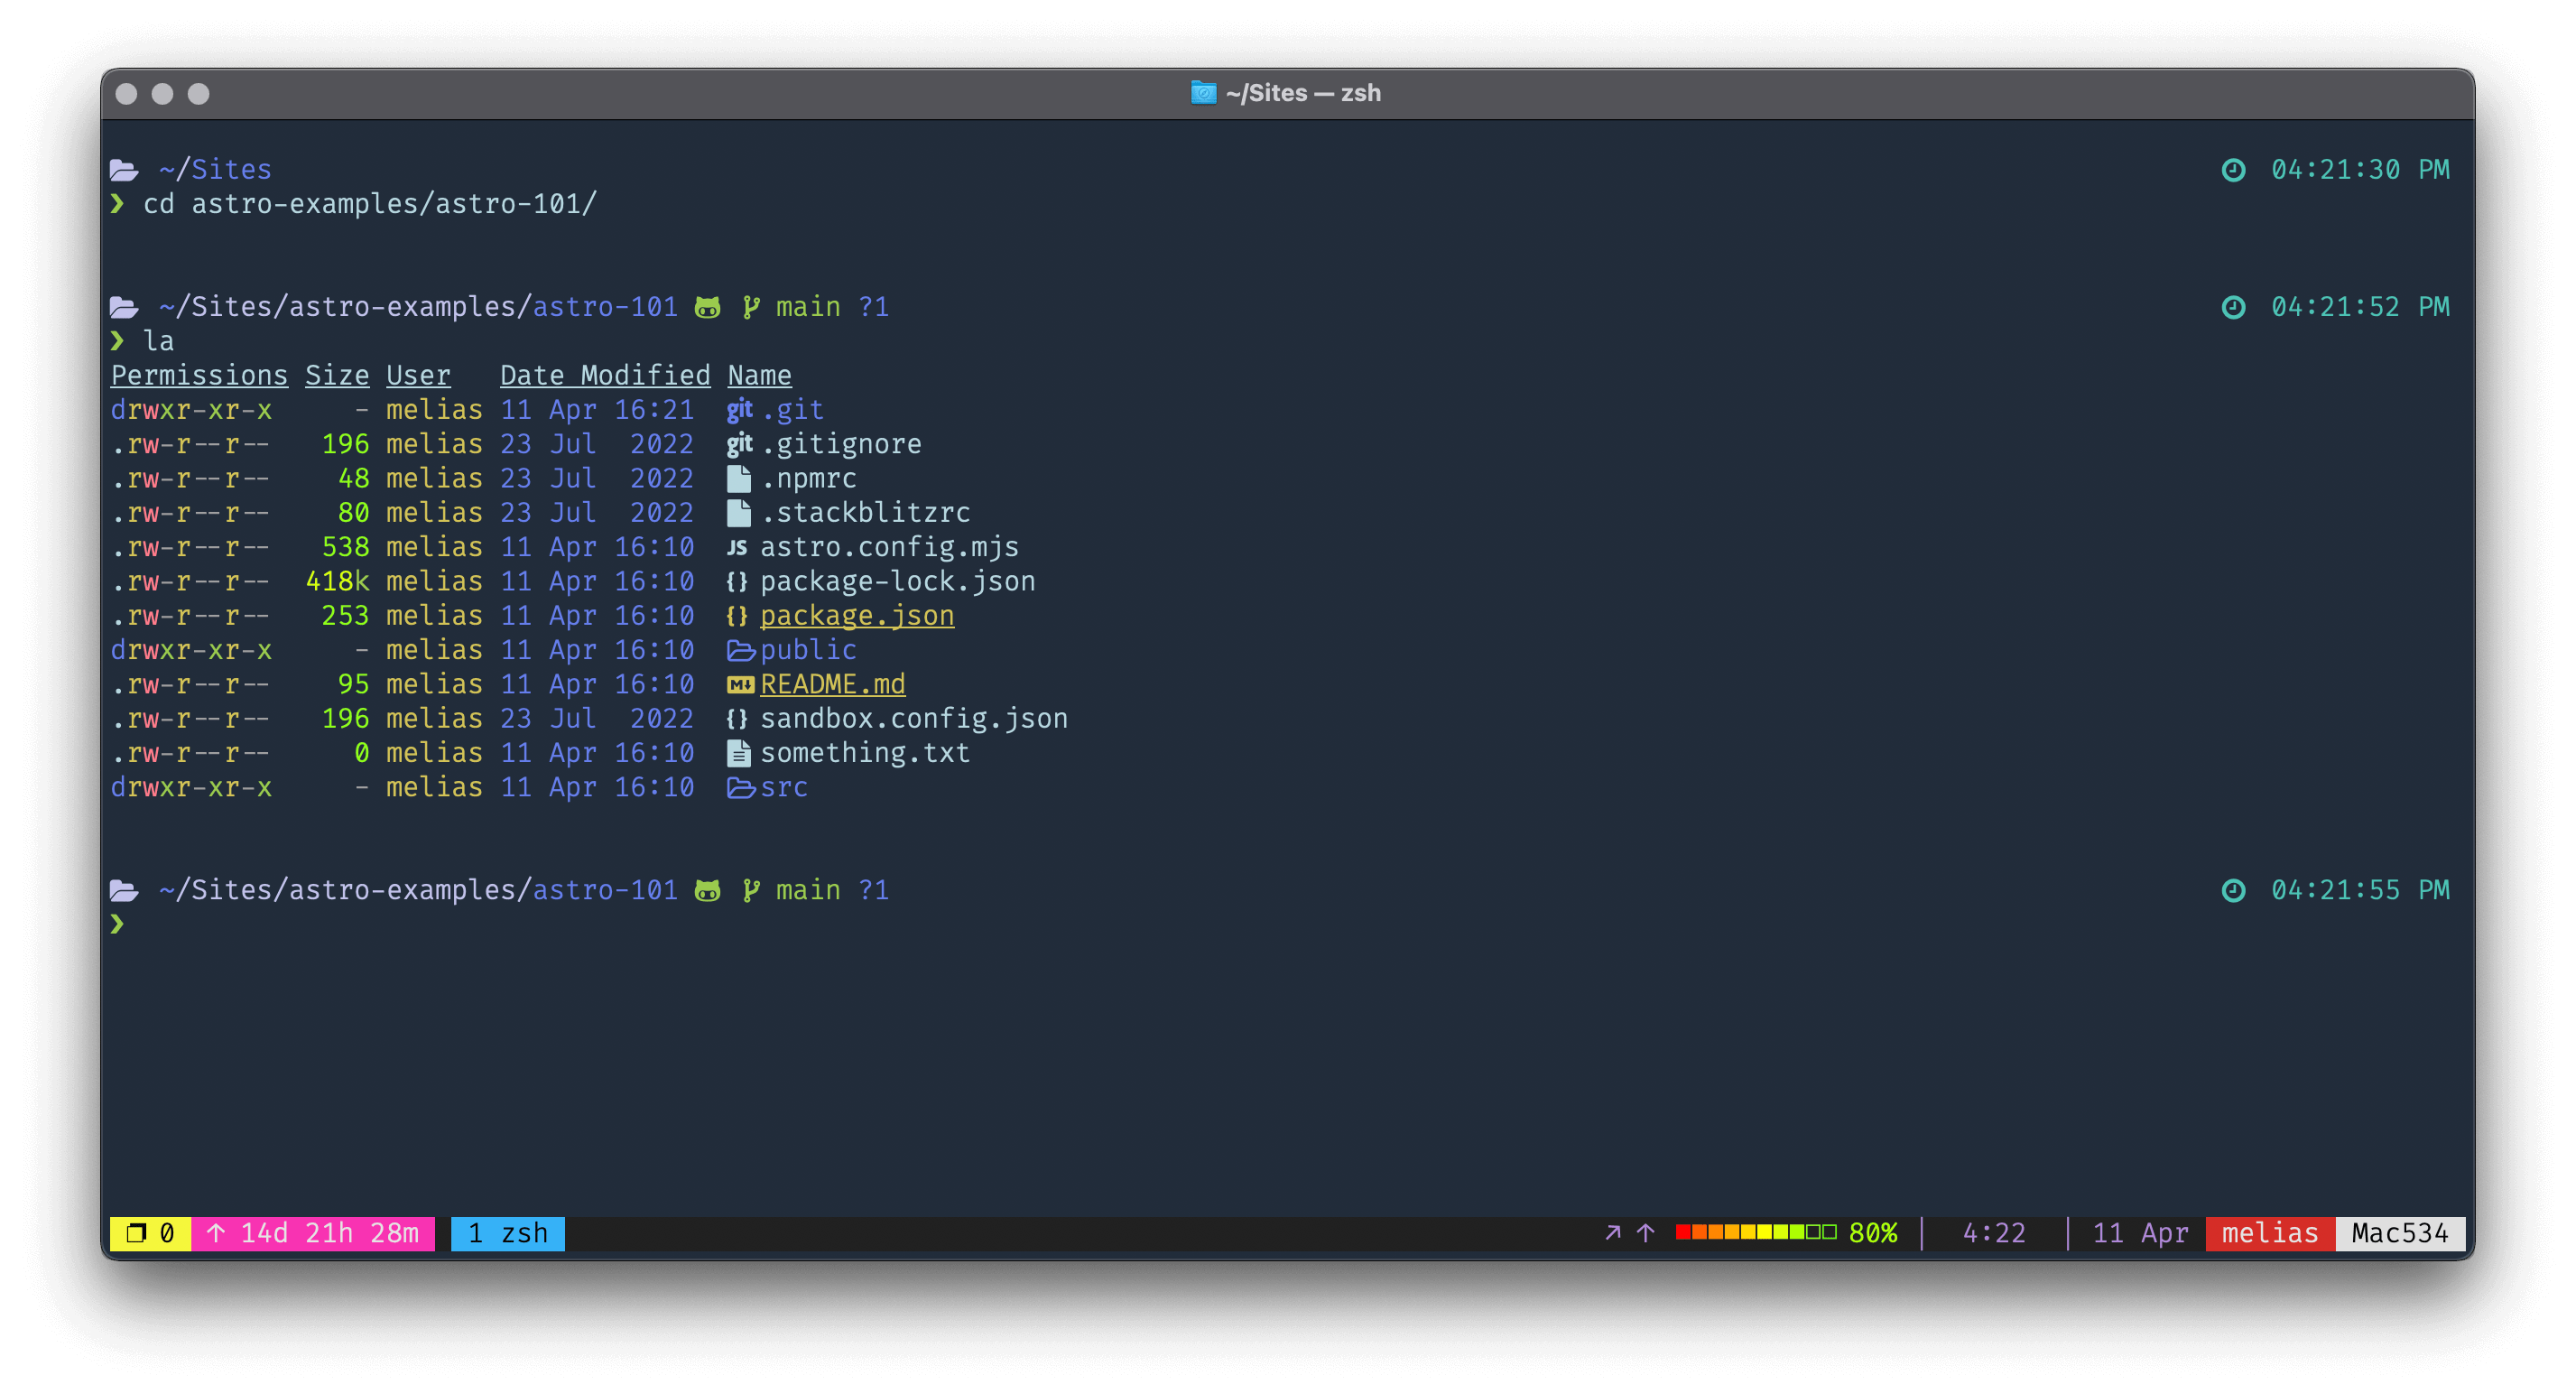 ~/Sites — zsh
~/Sites 04:21:30 PM
❯ cd astro-examples/astro-101/
~/Sites/astro-examples/astro-101 main ?1 04:21:52 PM
❯ la
Permissions Size User Date Modified Name
drwxr-xr-x - melias 11 Apr 16:21 git .git
.rw-r--r-- 196 melias 23 Jul 2022 git .gitignore
.rw-r--r-- 48 melias 23 Jul 2022 .npmrc
.rw-r--r-- 80 melias 23 Jul 2022 .stackblitzrc
.rw-r--r-- 538 melias 11 Apr 16:10 JS astro.config.mjs
.rw-r--r-- 418k melias 11 Apr 16:10 {} package-lock.json
.rw-r--r-- 253 melias 11 Apr 16:10 {} package.json
drwxr-xr-x - melias 11 Apr 16:10 public
.rw-r--r-- 95 melias 11 Apr 16:10 M↓ README.md
.rw-r--r-- 196 melias 23 Jul 2022 {} sandbox.config.json
.rw-r--r-- 0 melias 11 Apr 16:10 something.txt
drwxr-xr-x - melias 11 Apr 16:10 src
~/Sites/astro-examples/astro-101 main ?1 04:21:55 PM
❯
❐ 0 ↑ 14d 21h 28m 1 zsh ↗ ↑ 80% | 4:22 | 11 Apr melias Mac534